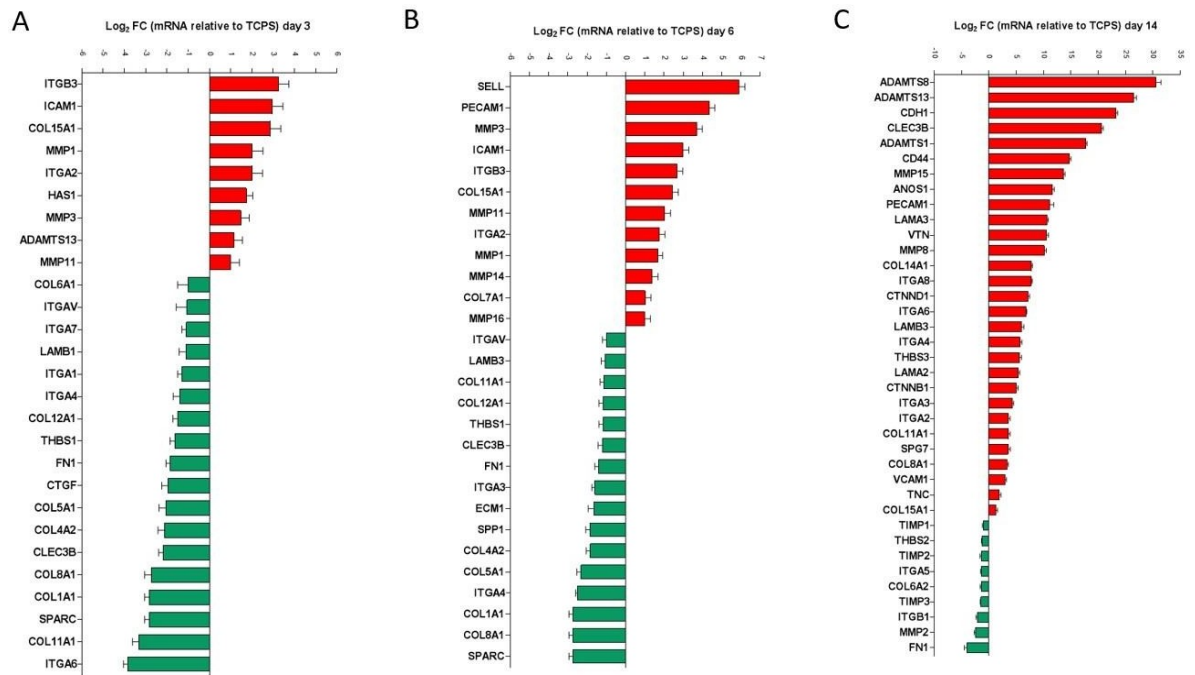 A
Log2 FC (mRNA relative to TCPS) day 3
-6 -5 -4 -3 -2 -1 0 1 2 3 4 5 6
ITGB3
ICAM1
COL15A1
MMP1
ITGA2
HAS1
MMP3
ADAMTS13
MMP11
COL6A1
ITGAV
ITGA7
LAMB1
ITGA1
ITGA4
COL12A1
THBS1
FN1
CTGF
COL5A1
COL4A2
CLEC3B
COL8A1
COL1A1
SPARC
COL11A1
ITGA6
B
Log2 FC (mRNA relative to TCPS) day 6
-6 -5 -4 -3 -2 -1 0 1 2 3 4 5 6 7
SELL
PECAM1
MMP3
ICAM1
ITGB3
COL15A1
MMP11
ITGA2
MMP1
MMP14
COL7A1
MMP16
ITGAV
LAMB3
COL11A1
COL12A1
THBS1
CLEC3B
FN1
ITGA3
ECM1
SPP1
COL4A2
COL5A1
ITGA4
COL1A1
COL8A1
SPARC
C
Log2 FC (mRNA relative to TCPS) day 14
-10 -5 0 5 10 15 20 25 30 35
ADAMTS8
ADAMTS13
CDH1
CLEC3B
ADAMTS1
CD44
MMP15
ANOS1
PECAM1
LAMA3
VTN
MMP8
COL14A1
ITGA8
CTNND1
ITGA6
LAMB3
ITGA4
THBS3
LAMA2
CTNNB1
ITGA3
ITGA2
COL11A1
SPG7
COL8A1
VCAM1
TNC
COL15A1
TIMP1
THBS2
TIMP2
ITGA5
COL6A2
TIMP3
ITGB1
MMP2
FN1